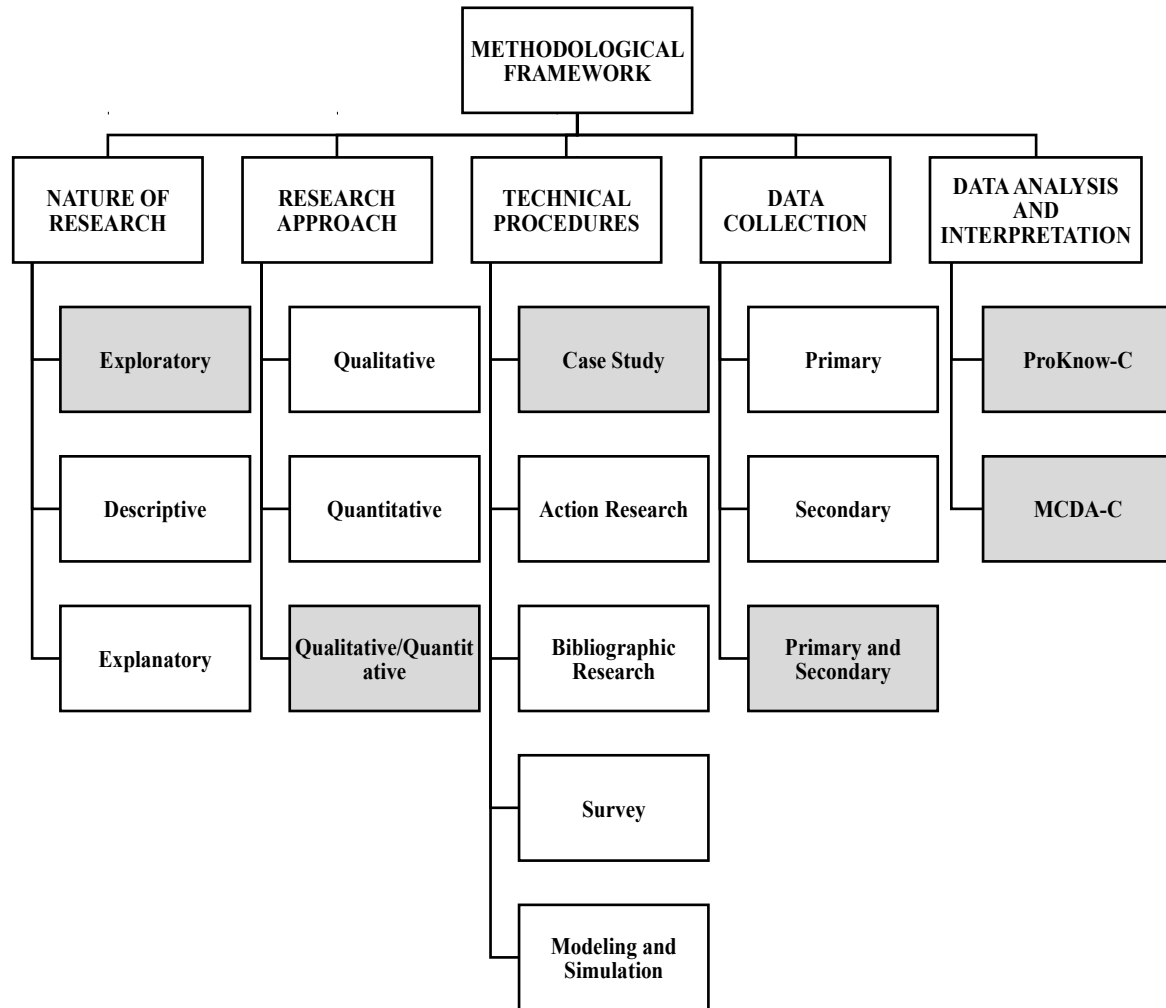 METHODOLOGICAL
FRAMEWORK
NATURE OF
RESEARCH
RESEARCH
APPROACH
TECHNICAL
PROCEDURES
DATA
COLLECTION
DATA ANALYSIS
AND
INTERPRETATION
Exploratory
Qualitative
Case Study
Primary
ProKnow-C
Descriptive
Quantitative
Action Research
Secondary
MCDA-C
Explanatory
Qualitative/Quantit
ative
Bibliographic
Research
Primary and
Secondary
Survey
Modeling and
Simulation